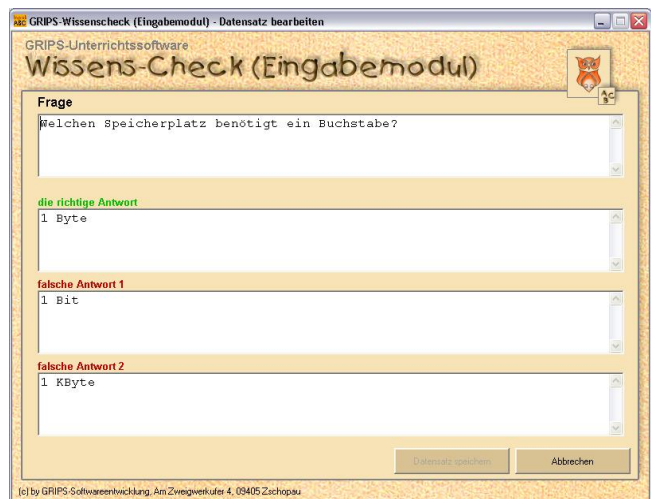 GRIPS-Wissenscheck (Eingabemodul) - Datensatz bearbeiten
GRIPS-Unterrichtssoftware
Wissens-Check (Eingabemodul)
Frage
Welchen Speicherplatz benötigt ein Buchstabe?
die richtige Antwort
1 Byte
falsche Antwort 1
1 Bit
falsche Antwort 2
1 KByte
Datensatz speichern
Abbrechen
(c) by GRIPS-Softwareentwicklung, Am Zweigwerkufer 4, 09405 Zschopau